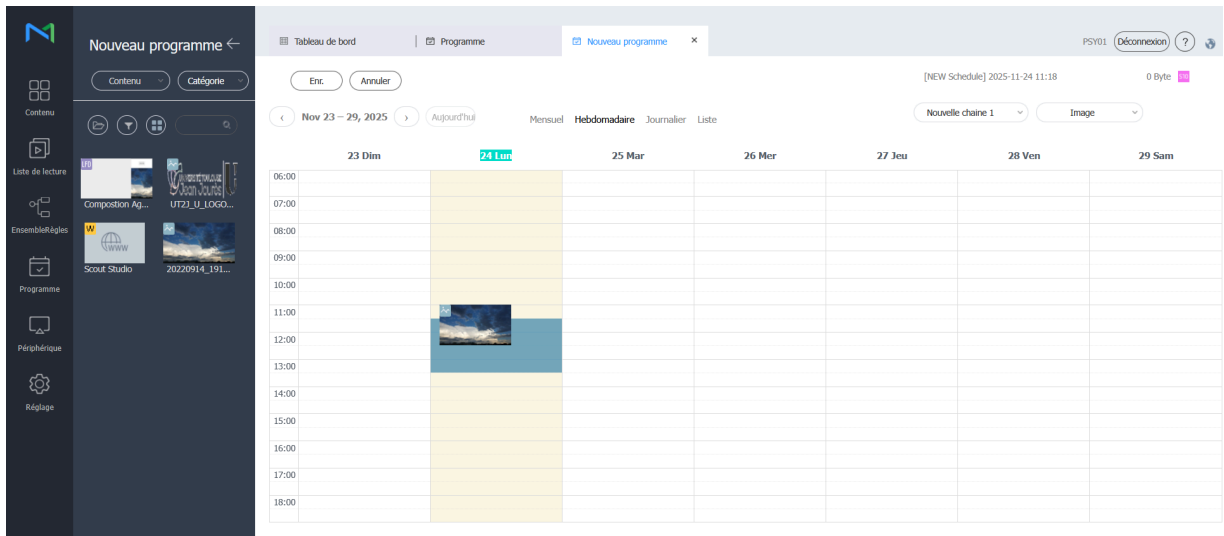 Nouveau programme
Contenu
Catégorie
Contenu
Liste de lecture
EnsembleRègles
Programme
Périphérique
Réglage
LFD
Compostion Ag...
UT2J_U_LOGO...
W
WWW
Scout Studio
20220914_191...
Tableau de bord
Programme
Nouveau programme
PSY01
Déconnexion
?
Enr.
Annuler
[NEW Schedule] 2025-11-24 11:18
0 Byte
S10
Nov 23 – 29, 2025
Aujourd'hui
Mensuel Hebdomadaire Journalier Liste
Nouvelle chaine 1
Image
23 Dim 24 Lun 25 Mar 26 Mer 27 Jeu 28 Ven 29 Sam
06:00
07:00
08:00
09:00
10:00
11:00
12:00
13:00
14:00
15:00
16:00
17:00
18:00